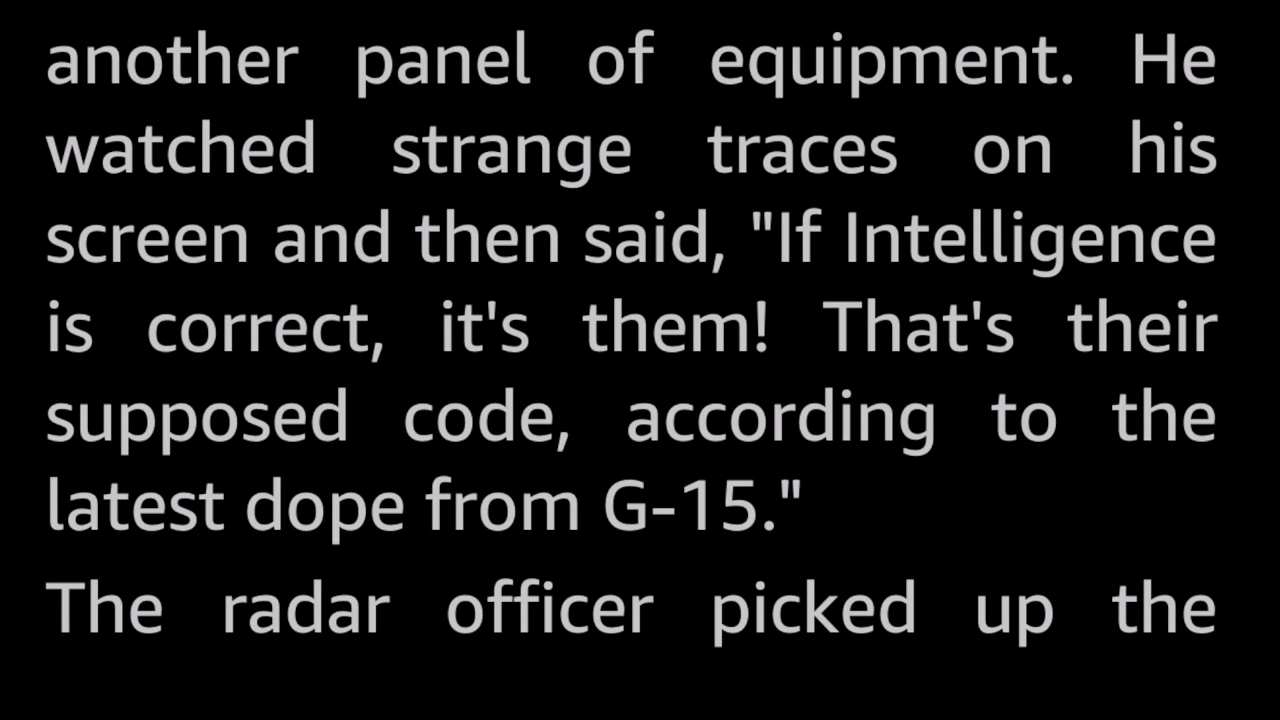 another panel of equipment. He
watched strange traces on his
screen and then said, "If Intelligence
is correct, it's them! That's their
supposed code, according to the
latest dope from G-15."
The radar officer picked up the